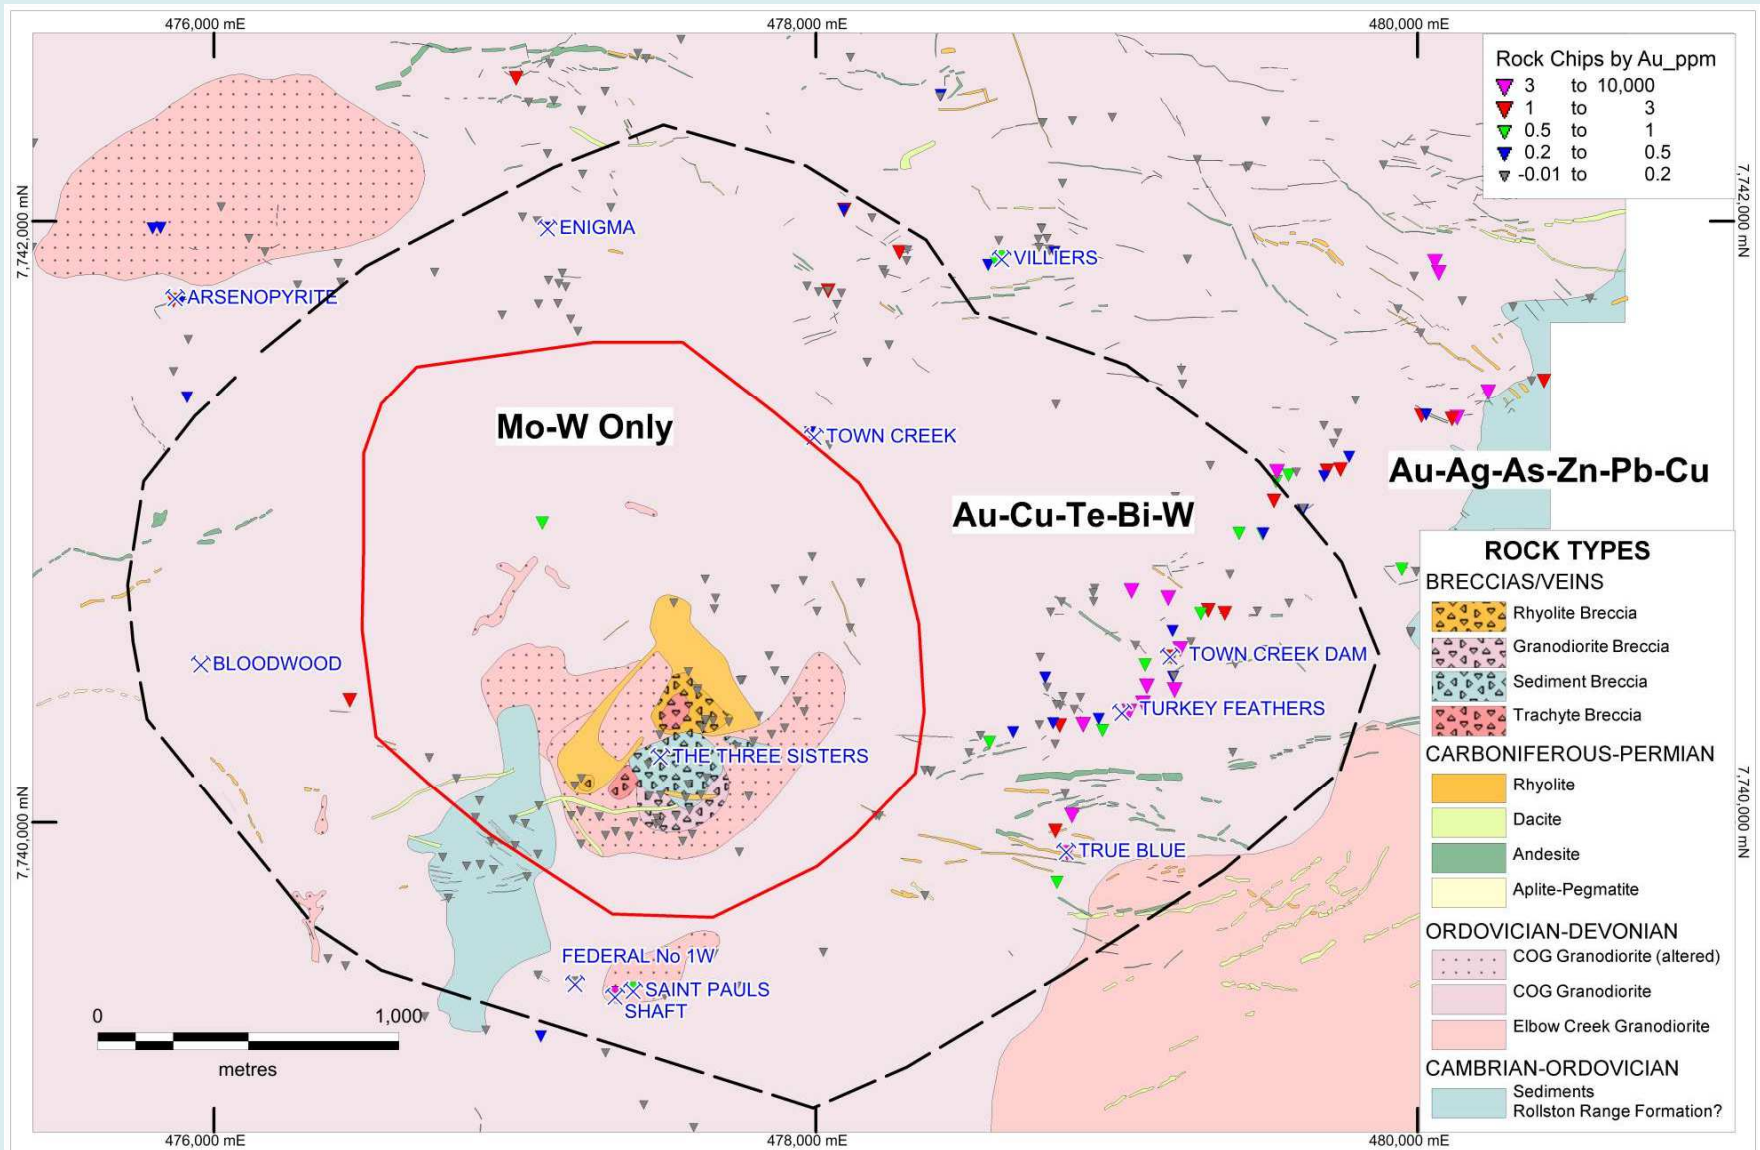 476,000 mE
478,000 mE
480,000 mE
Rock Chips by Au_ppm
3 to 10,000
1 to 3
0.5 to 1
0.2 to 0.5
-0.01 to 0.2
7,742,000 mN
7,742,000 mN
ENIGMA
VILLIERS
ARSENOPYRITE
Mo-W Only
TOWN CREEK
Au-Ag-As-Zn-Pb-Cu
Au-Cu-Te-Bi-W
BLOODWOOD
TOWN CREEK DAM
TURKEY FEATHERS
THE THREE SISTERS
7,740,000 mN
7,740,000 mN
TRUE BLUE
FEDERAL No 1W
SAINT PAULS
SHAFT
0 1,000
metres
ROCK TYPES
BRECCIAS/VEINS
Rhyolite Breccia
Granodiorite Breccia
Sediment Breccia
Trachyte Breccia
CARBONIFEROUS-PERMIAN
Rhyolite
Dacite
Andesite
Aplite-Pegmatite
ORDOVICIAN-DEVONIAN
COG Granodiorite (altered)
COG Granodiorite
Elbow Creek Granodiorite
CAMBRIAN-ORDOVICIAN
Sediments
Rollston Range Formation?
476,000 mE
478,000 mE
480,000 mE